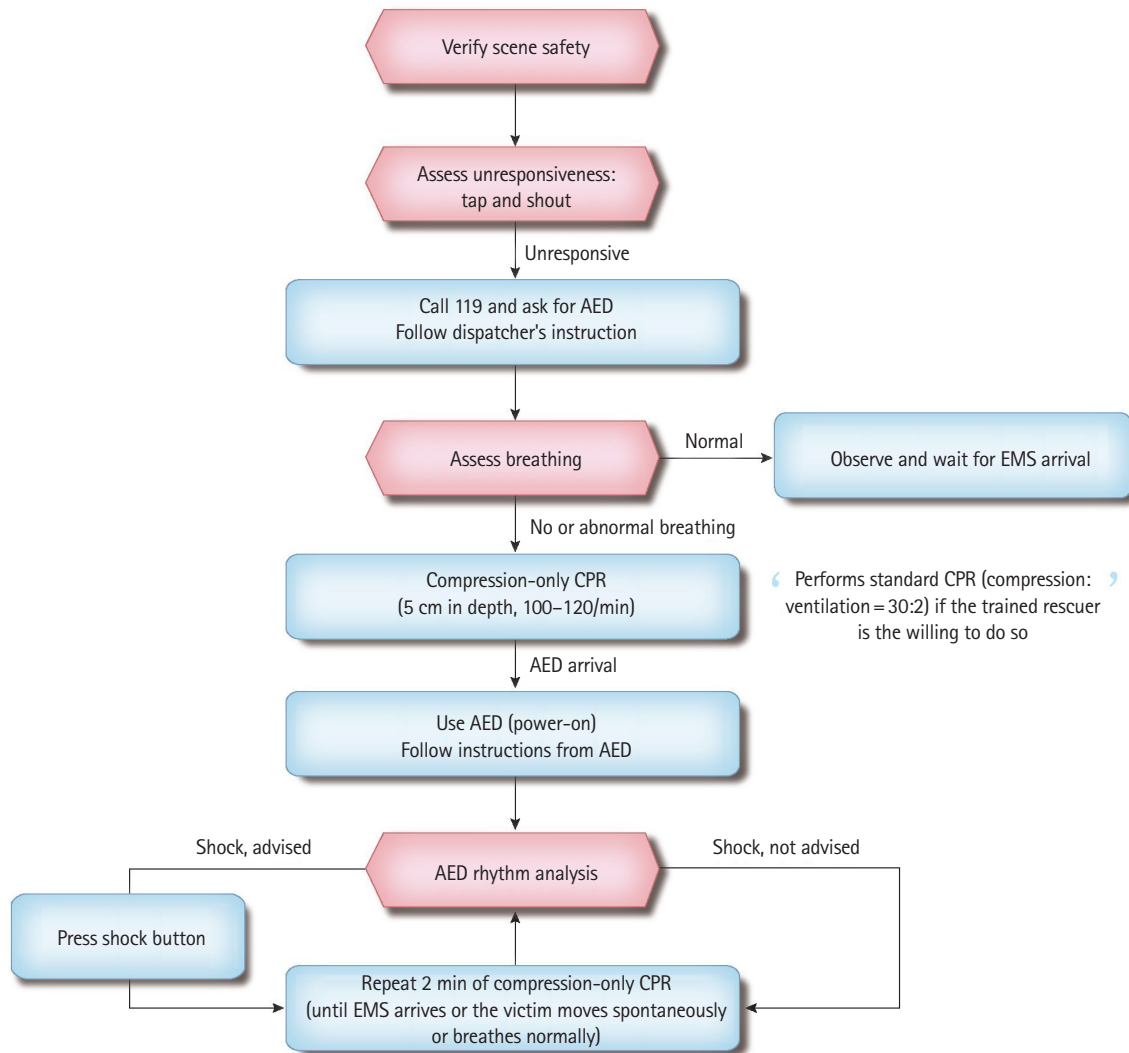 Verify scene safety
Assess unresponsiveness:
tap and shout
Unresponsive
Call 119 and ask for AED
Follow dispatcher's instruction
Assess breathing
Normal
Observe and wait for EMS arrival
No or abnormal breathing
Compression-only CPR
(5 cm in depth, 100–120/min)
‘ Performs standard CPR (compression: ’
ventilation = 30:2) if the trained rescuer
is the willing to do so
AED arrival
Use AED (power-on)
Follow instructions from AED
Shock, advised
AED rhythm analysis
Shock, not advised
Press shock button
Repeat 2 min of compression-only CPR
(until EMS arrives or the victim moves spontaneously
or breathes normally)